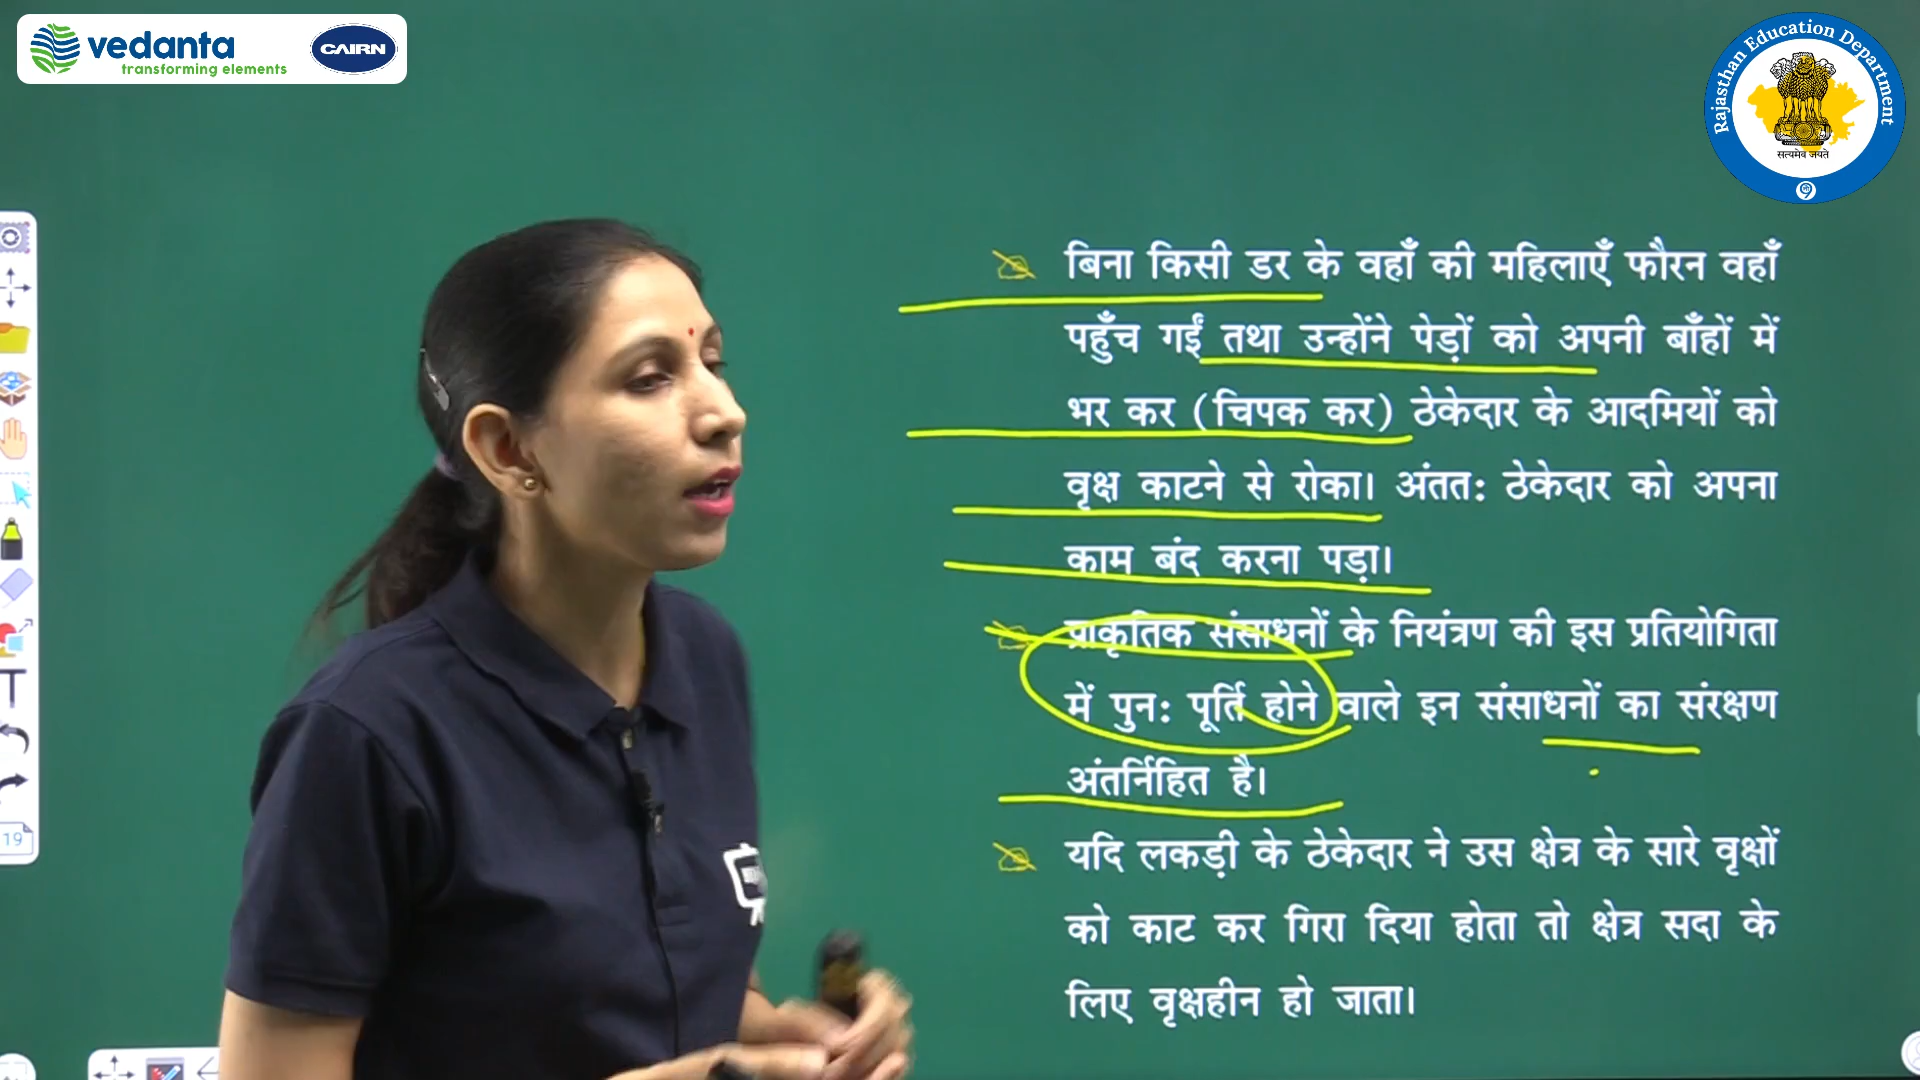 vedanta
transforming elements
CAIRN
Rajasthan Education Department
सत्यमेव जयते
बिना किसी डर के वहाँ की महिलाएँ फौरन वहाँ
पहुँच गईं तथा उन्होंने पेड़ों को अपनी बाँहों में
भर कर (चिपक कर) ठेकेदार के आदमियों को
वृक्ष काटने से रोका। अंततः ठेकेदार को अपना
काम बंद करना पड़ा।
प्राकृतिक संसाधनों के नियंत्रण की इस प्रतियोगिता
में पुनः पूर्ति होने वाले इन संसाधनों का संरक्षण
अंतर्निहित है।
यदि लकड़ी के ठेकेदार ने उस क्षेत्र के सारे वृक्षों
को काट कर गिरा दिया होता तो क्षेत्र सदा के
लिए वृक्षहीन हो जाता।
19